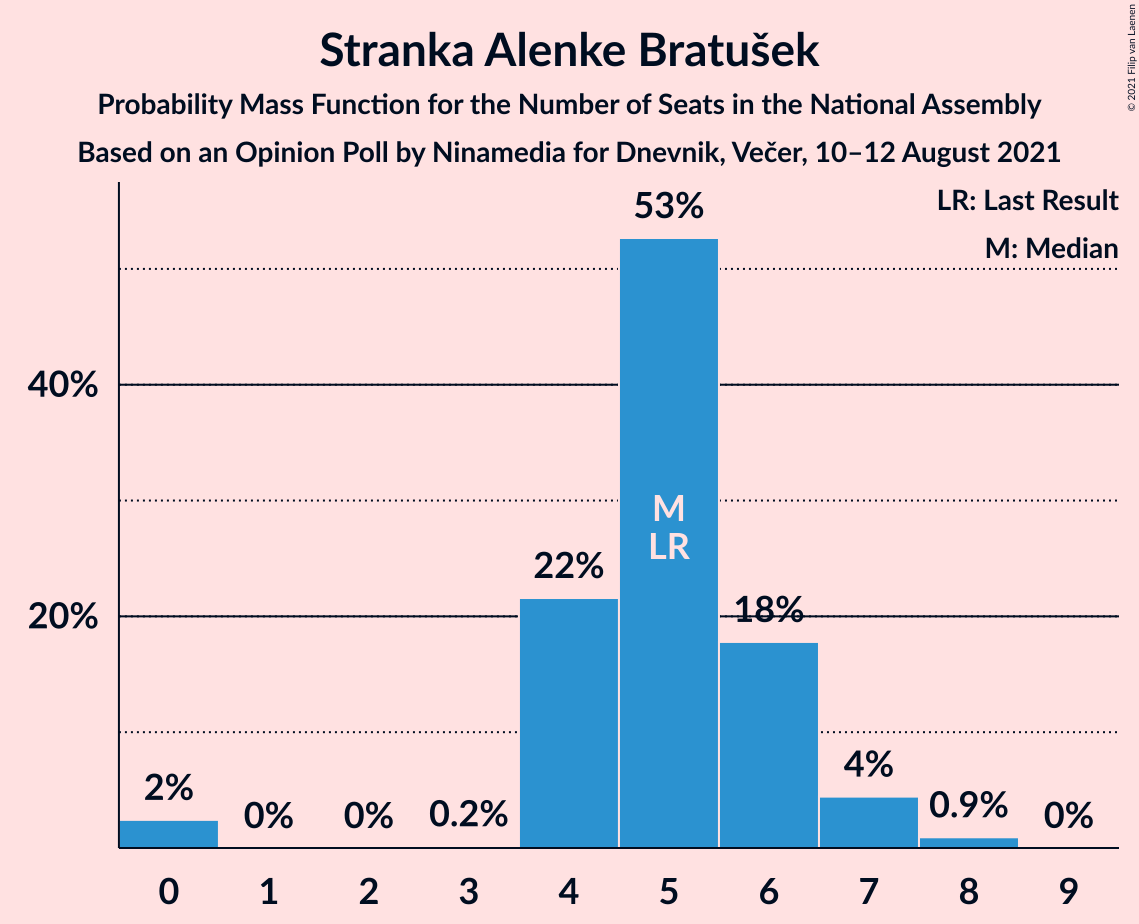 Stranka Alenke Bratušek
Probability Mass Function for the Number of Seats in the National Assembly
Based on an Opinion Poll by Ninamedia for Dnevnik, Večer, 10–12 August 2021
© 2021 Filip van Laenen
LR: Last Result
M: Median
40%
20%
2%
0%
0%
0.2%
22%
53%
M
LR
18%
4%
0.9%
0%
0 1 2 3 4 5 6 7 8 9